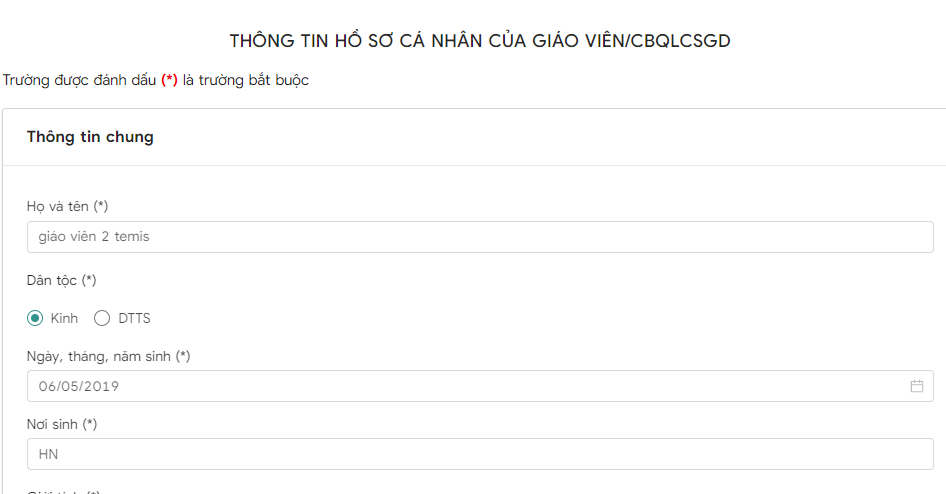 THÔNG TIN HỒ SƠ CÁ NHÂN CỦA GIÁO VIÊN/CBQLCSGD
Trường được đánh dấu (*) là trường bắt buộc
Thông tin chung
Họ và tên (*)
giáo viên 2 temis
Dân tộc (*)
Kinh DTTS
Ngày, tháng, năm sinh (*)
06/05/2019
Nơi sinh (*)
HN